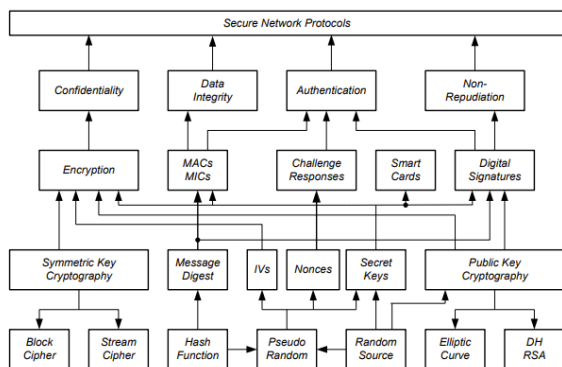 Secure Network Protocols
Confidentiality
Data
Integrity
Authentication
Non-
Repudiation
Encryption
MACs
MICs
Challenge
Responses
Smart
Cards
Digital
Signatures
Symmetric Key
Cryptography
Message
Digest
IVs
Nonces
Secret
Keys
Public Key
Cryptography
Block
Cipher
Stream
Cipher
Hash
Function
Pseudo
Random
Random
Source
Elliptic
Curve
DH
RSA